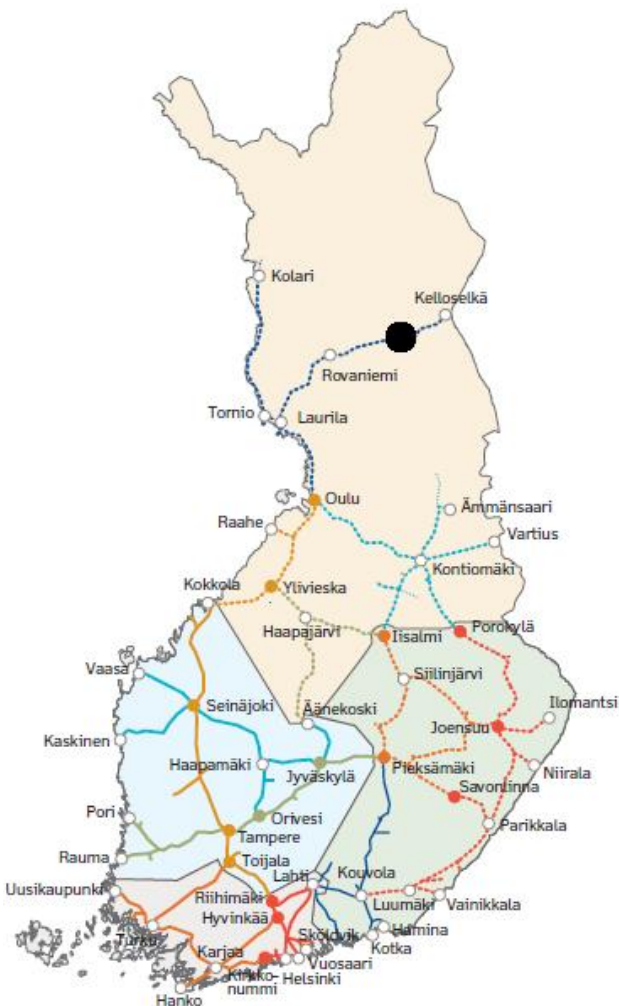 Kolari
Kelloselkä
Rovaniemi
Tornio
Laurila
Oulu
Ämmänsaari
Raahe
Vartius
Kontiomäki
Kokkola
Ylivieska
Haapajärvi
Iisalmi
Porokylä
Vaasa
Siilinjärvi
Seinäjoki
Äänekoski
Ilomantsi
Joensuu
Kaskinen
Haapamäki
Jyväskylä
Pieksämäki
Niirala
Savonlinna
Pori
Orivesi
Parikkala
Tampere
Rauma
Toijala
Lahti
Kouvola
Uusikaupunki
Riihimäki
Luumäki
Vainikkala
Hyvinkää
Turku
Sköldvik
Hamina
Kotka
Karjaa
Kirkko-
nummi
Vuosaari
Helsinki
Hanko